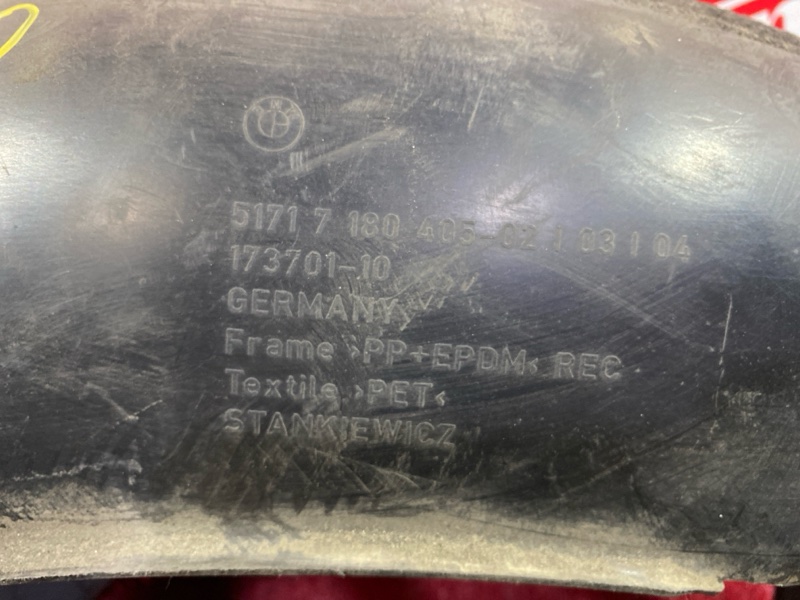 5171 7 180 405-02 | 03 | 04
173701-10
GERMANY
Frame >PP+EPDM< REC
Textile >PET<
STANKIEWICZ